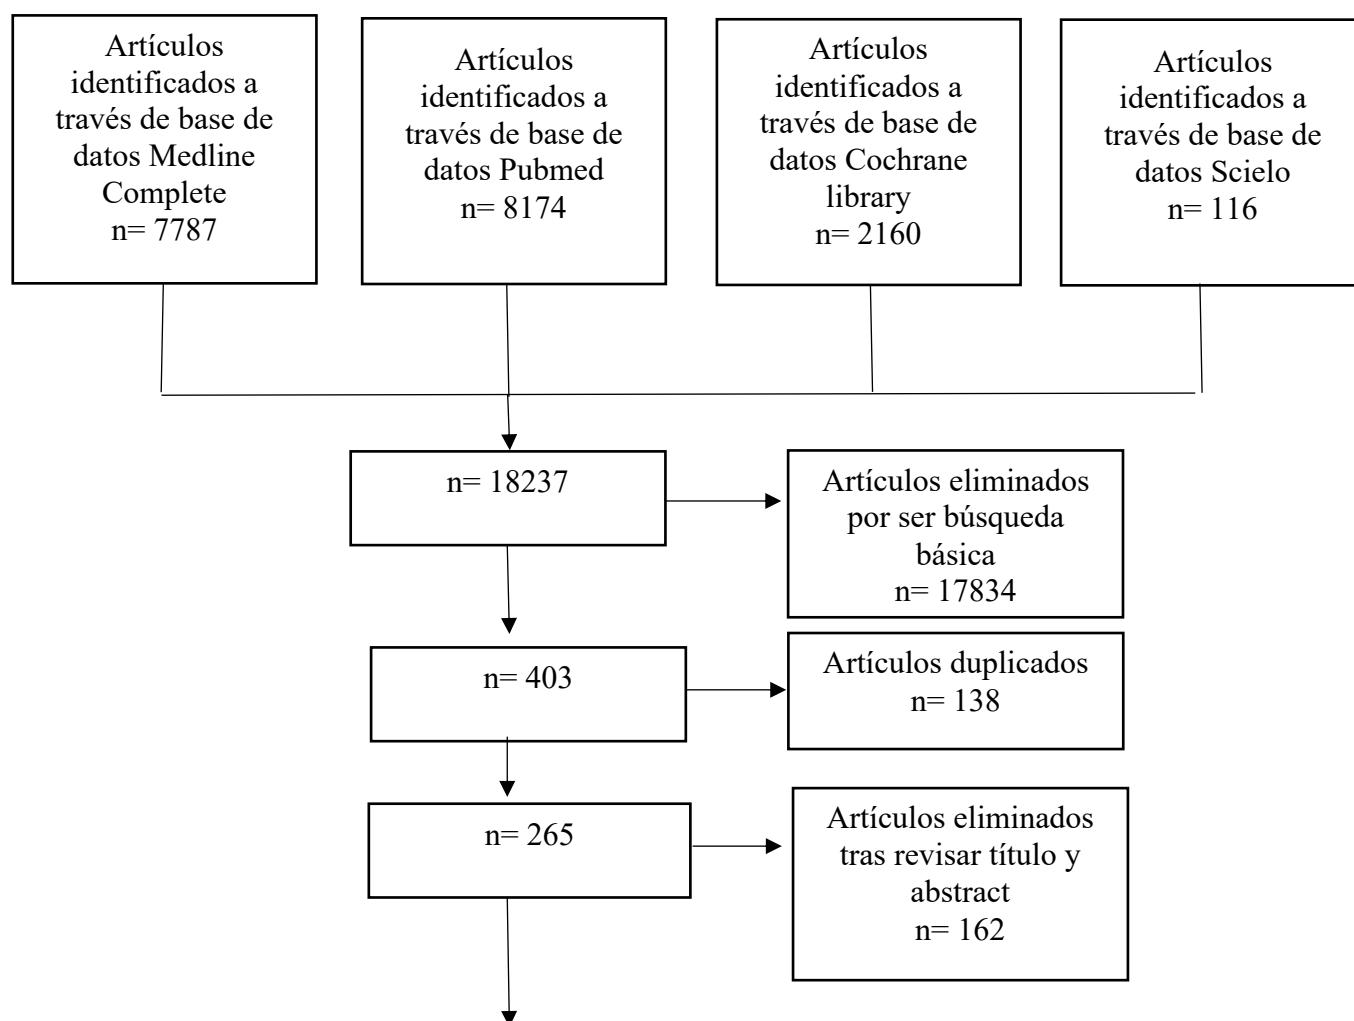 Artículos
identificados a
través de base de
datos Medline
Complete
n= 7787
Artículos
identificados a
través de base de
datos Pubmed
n= 8174
Artículos
identificados a
través de base de
datos Cochrane
library
n= 2160
Artículos
identificados a
través de base de
datos Scielo
n= 116
n= 18237
Artículos eliminados
por ser búsqueda
básica
n= 17834
n= 403
Artículos duplicados
n= 138
n= 265
Artículos eliminados
tras revisar título y
abstract
n= 162